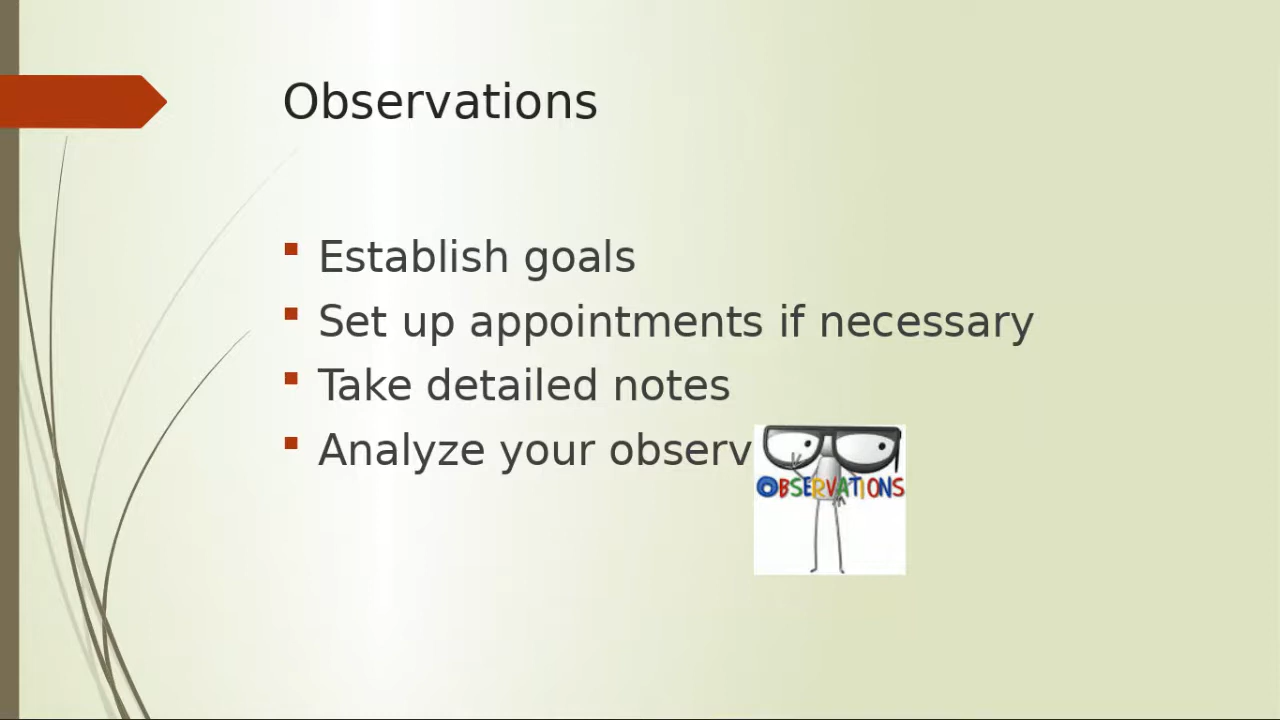 Observations
Establish goals
Set up appointments if necessary
Take detailed notes
Analyze your observ
OBSERVATIONS